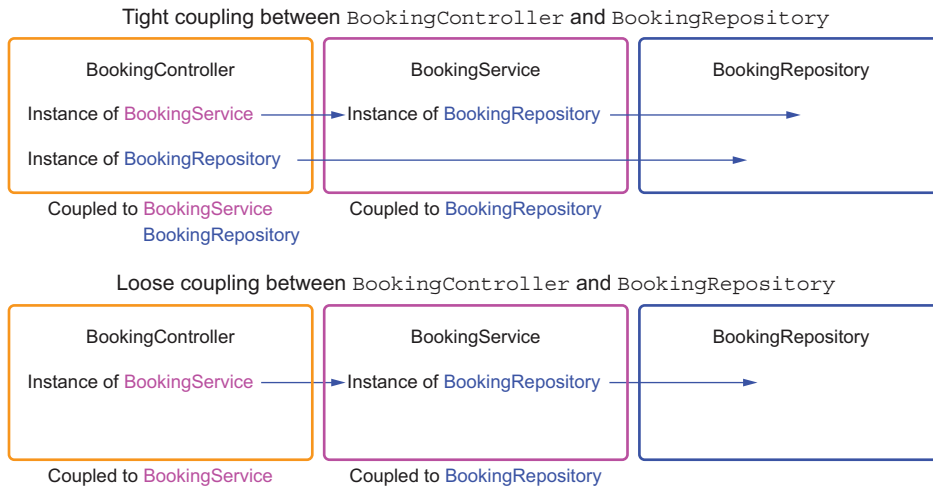 Tight coupling between BookingController and BookingRepository
BookingController
BookingService
BookingRepository
Instance of BookingService
Instance of BookingRepository
Instance of BookingRepository
Coupled to BookingService
BookingRepository
Coupled to BookingRepository
Loose coupling between BookingController and BookingRepository
BookingController
BookingService
BookingRepository
Instance of BookingService
Instance of BookingRepository
Coupled to BookingService
Coupled to BookingRepository